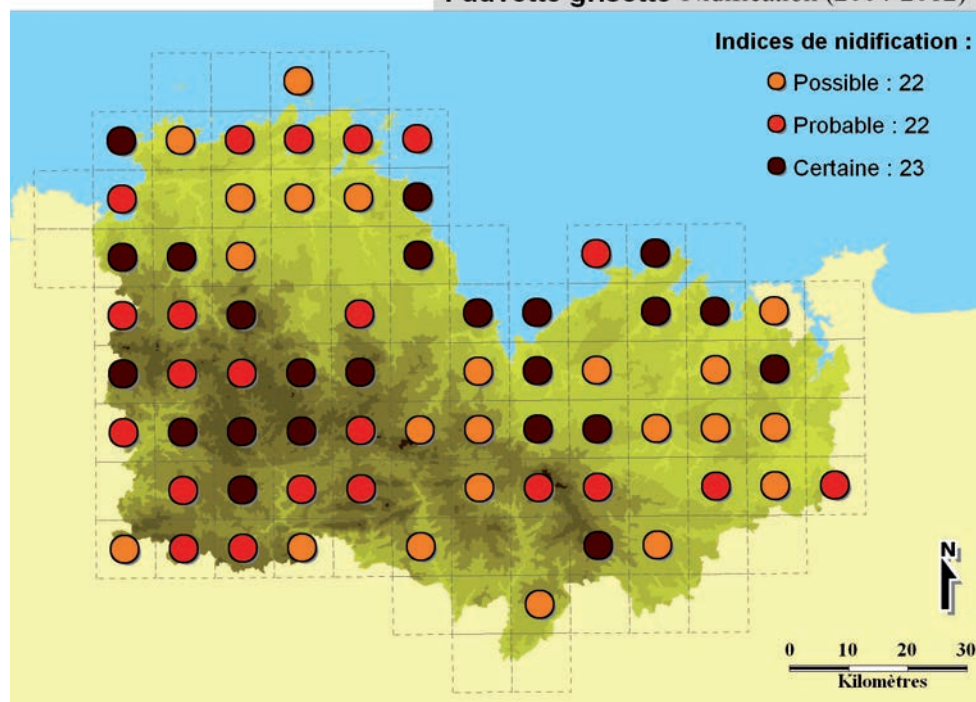 Indices de nidification :
Possible : 22
Probable : 22
Certaine : 23
N
0 10 20 30
Kilomètres